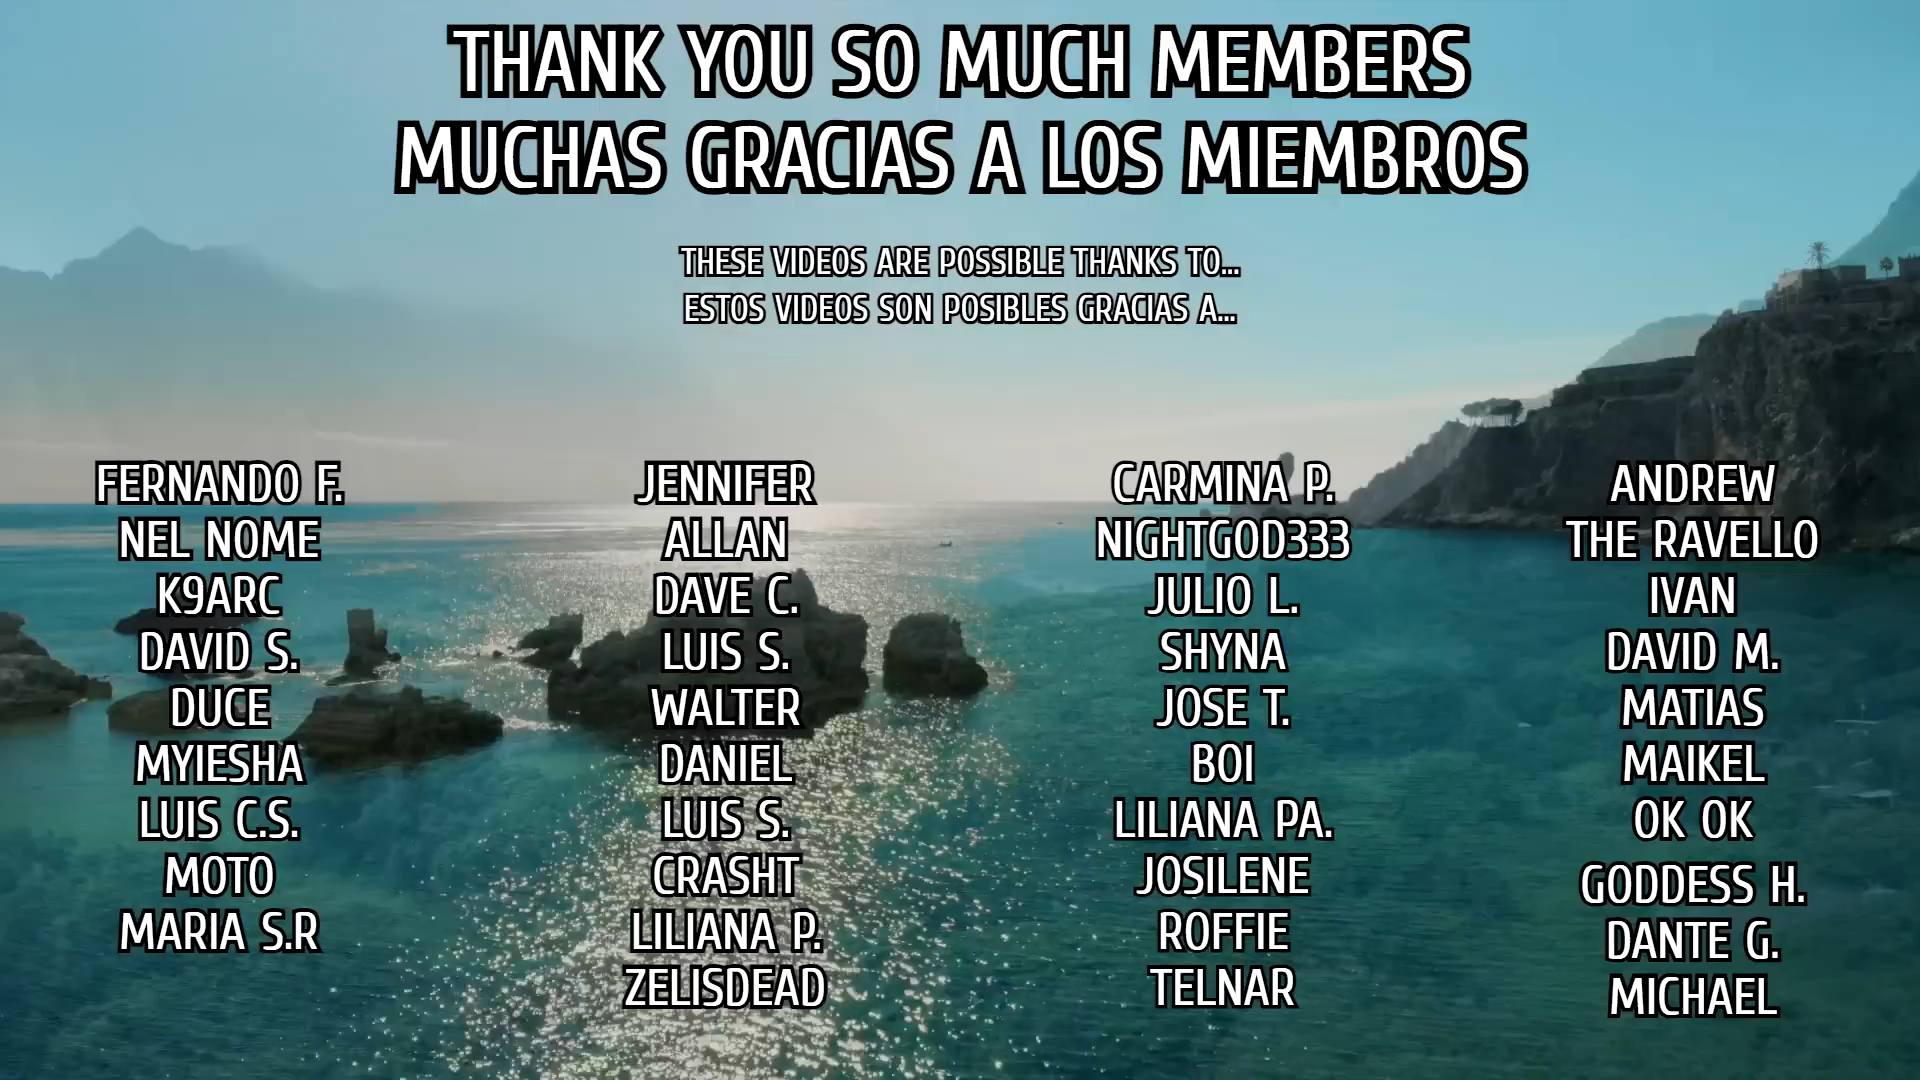 THANK YOU SO MUCH MEMBERS
MUCHAS GRACIAS A LOS MIEMBROS
THESE VIDEOS ARE POSSIBLE THANKS TO...
ESTOS VIDEOS SON POSIBLES GRACIAS A...
FERNANDO F.
NEL NOME
K9ARC
DAVID S.
DUCE
MYIESHA
LUIS C.S.
MOTO
MARIA S.R
JENNIFER
ALLAN
DAVE C.
LUIS S.
WALTER
DANIEL
LUIS S.
CRASHT
LILIANA P.
ZELISDEAD
CARMINA P.
NIGHTGOD333
JULIO L.
SHYNA
JOSE T.
BOI
LILIANA PA.
JOSILENE
ROFFIE
TELNAR
ANDREW
THE RAVELLO
IVAN
DAVID M.
MATIAS
MAIKEL
OK OK
GODDESS H.
DANTE G.
MICHAEL